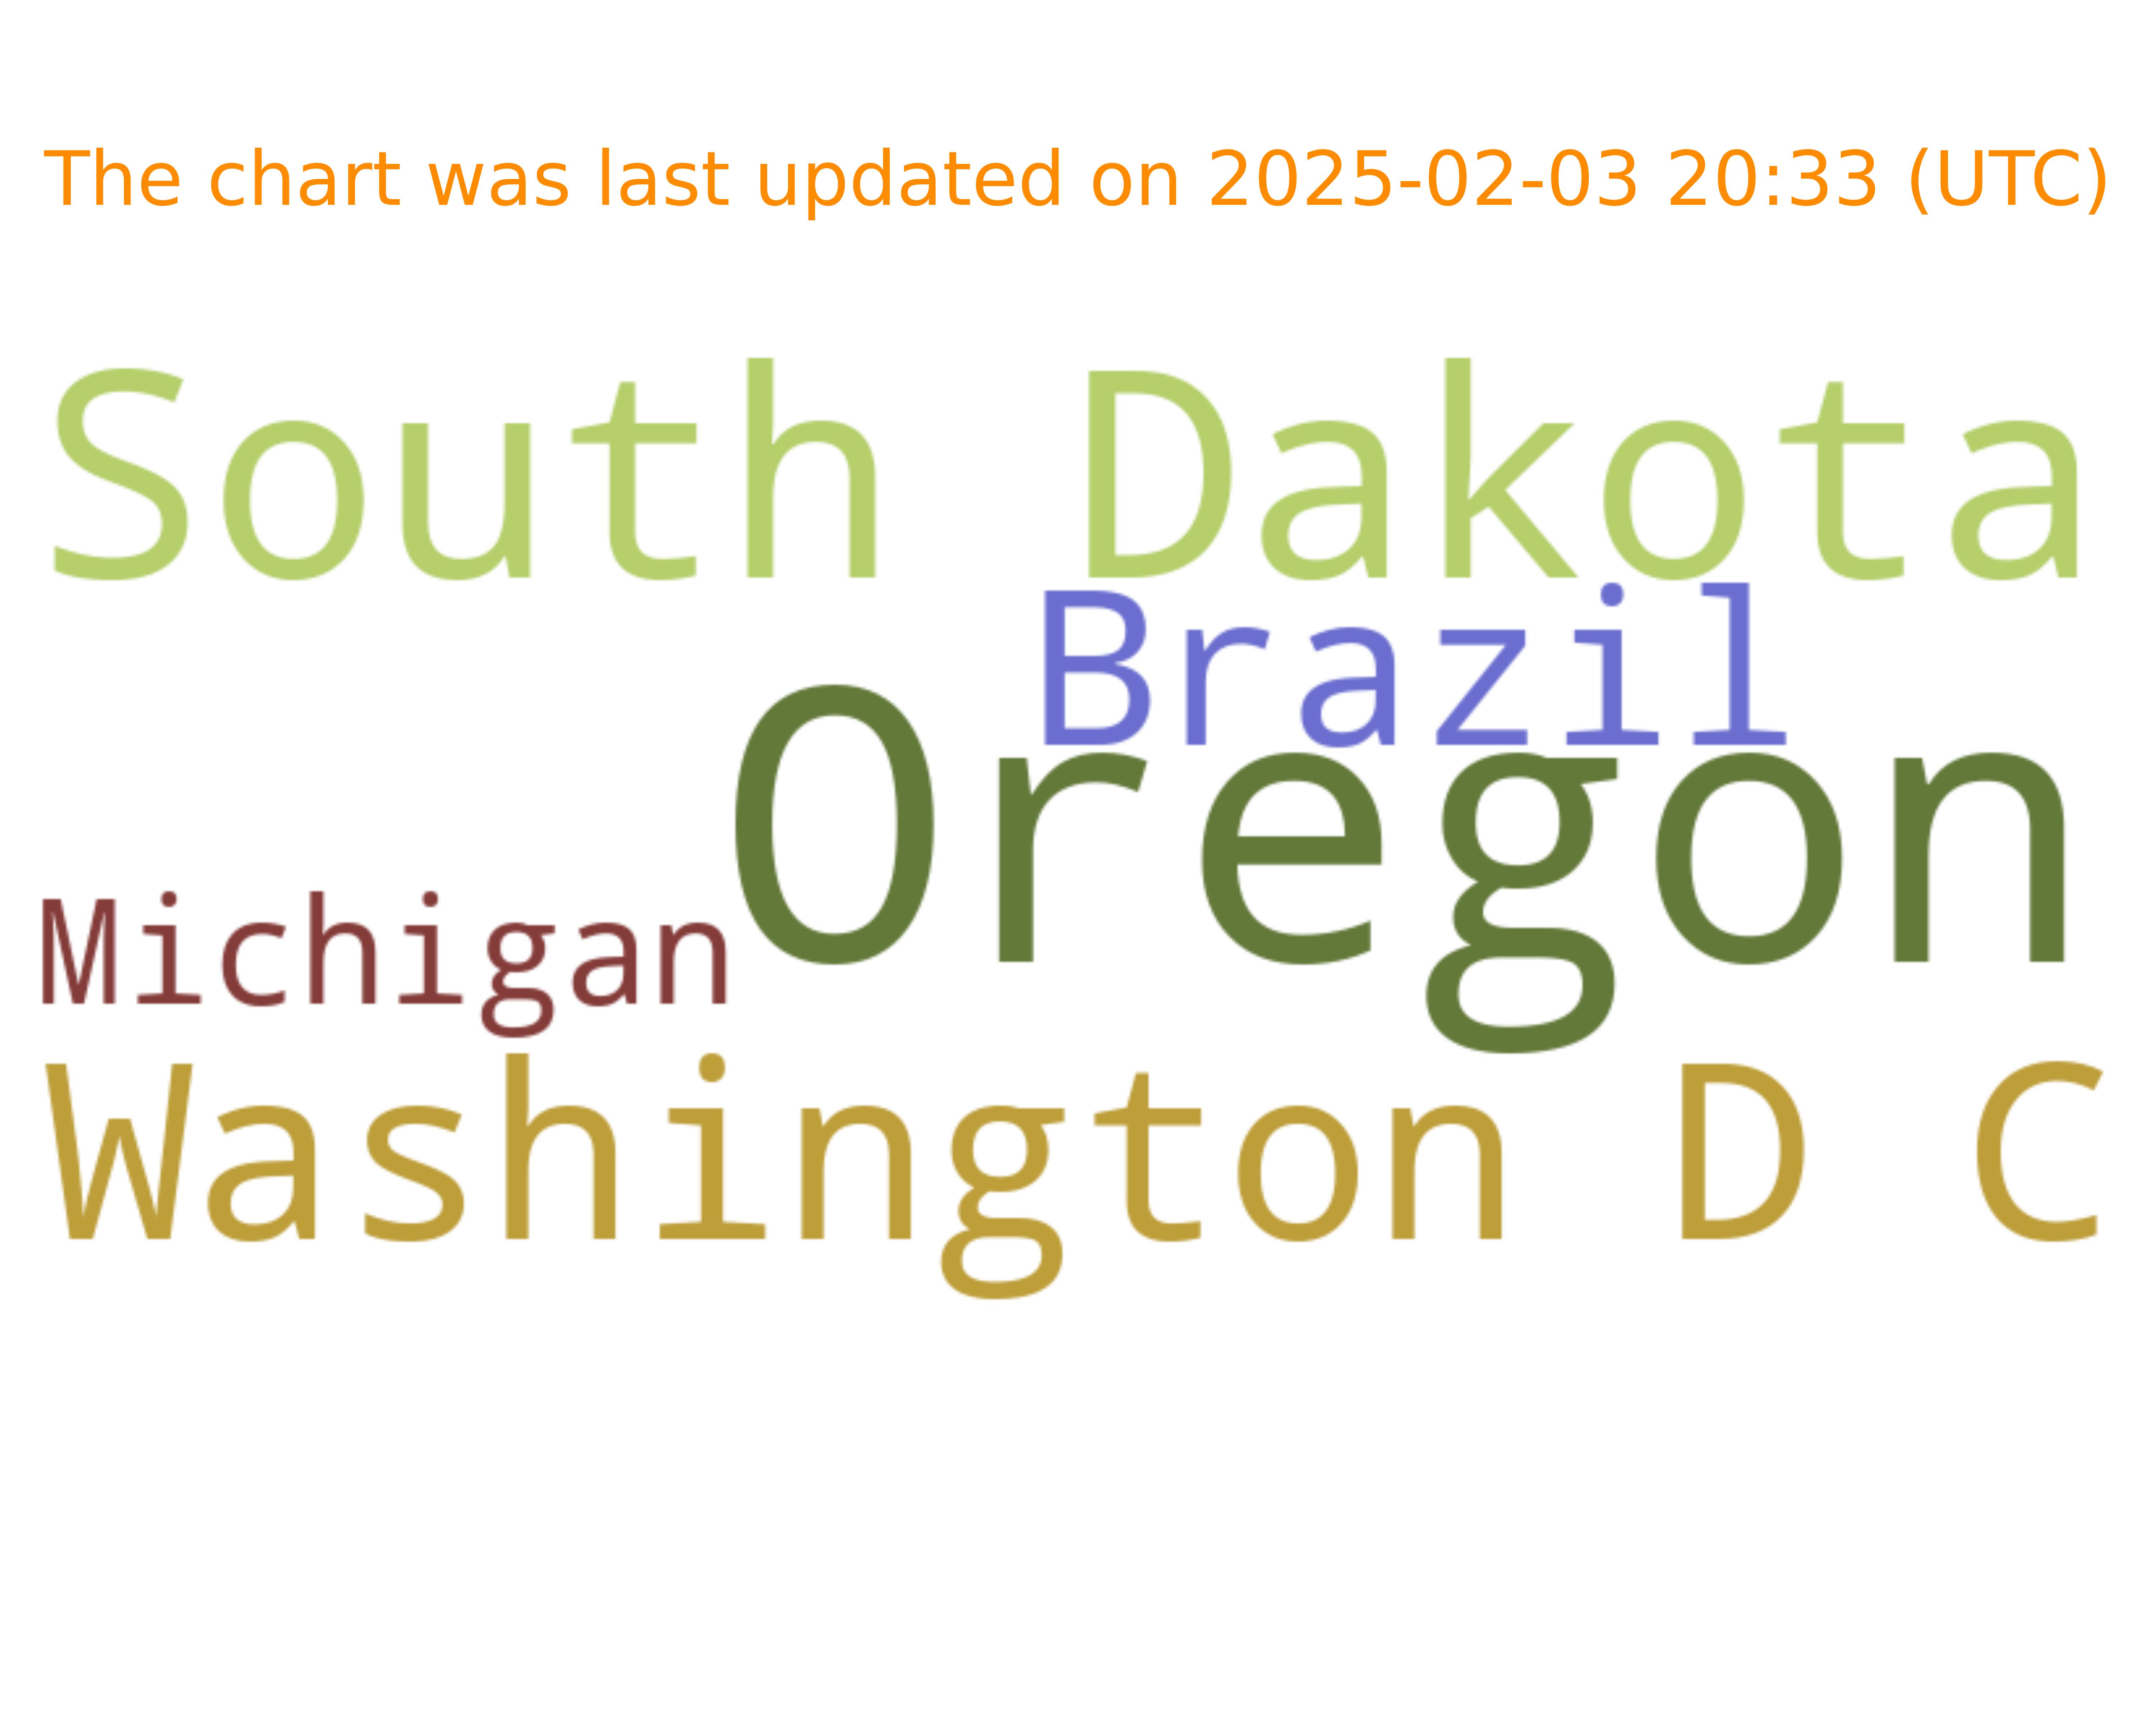 The chart was last updated on 2025-02-03 20:33 (UTC)
South Dakota
Brazil
Oregon
Michigan
Washington D C